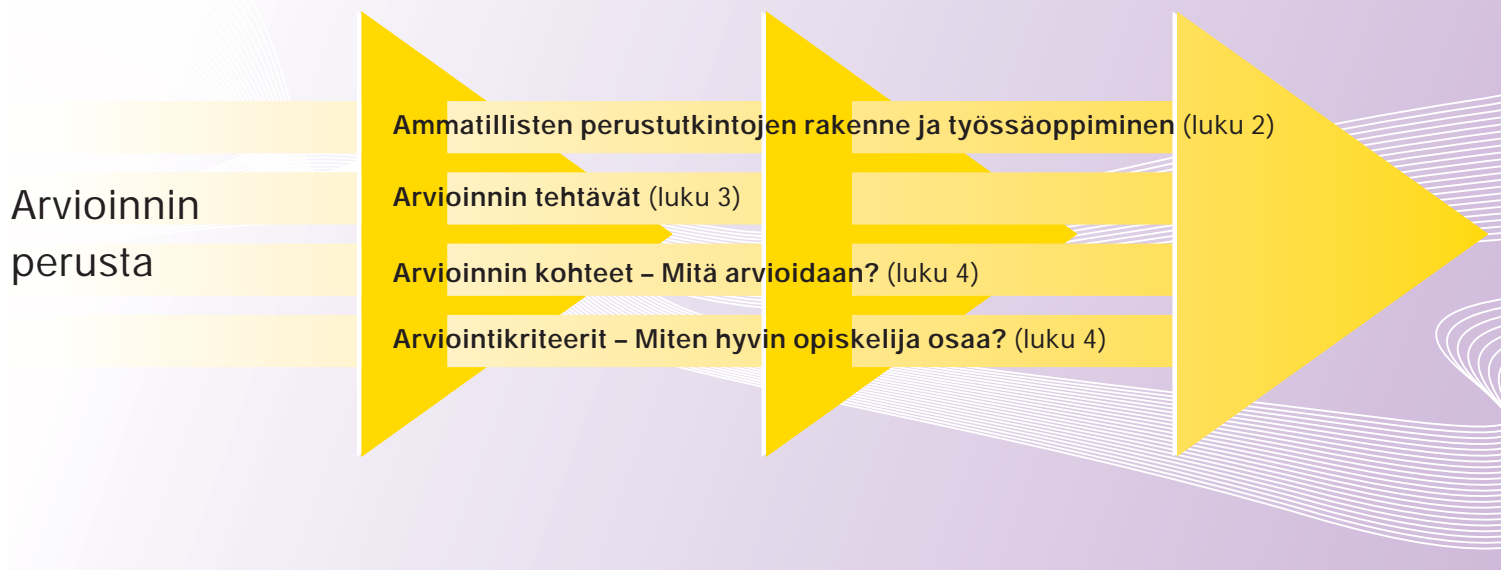 Arvioinnin
perusta
Ammatillisten perustutkintojen rakenne ja työssäoppiminen (luku 2)
Arvioinnin tehtävät (luku 3)
Arvioinnin kohteet – Mitä arvioidaan? (luku 4)
Arviointikriteerit – Miten hyvin opiskelija osaa? (luku 4)